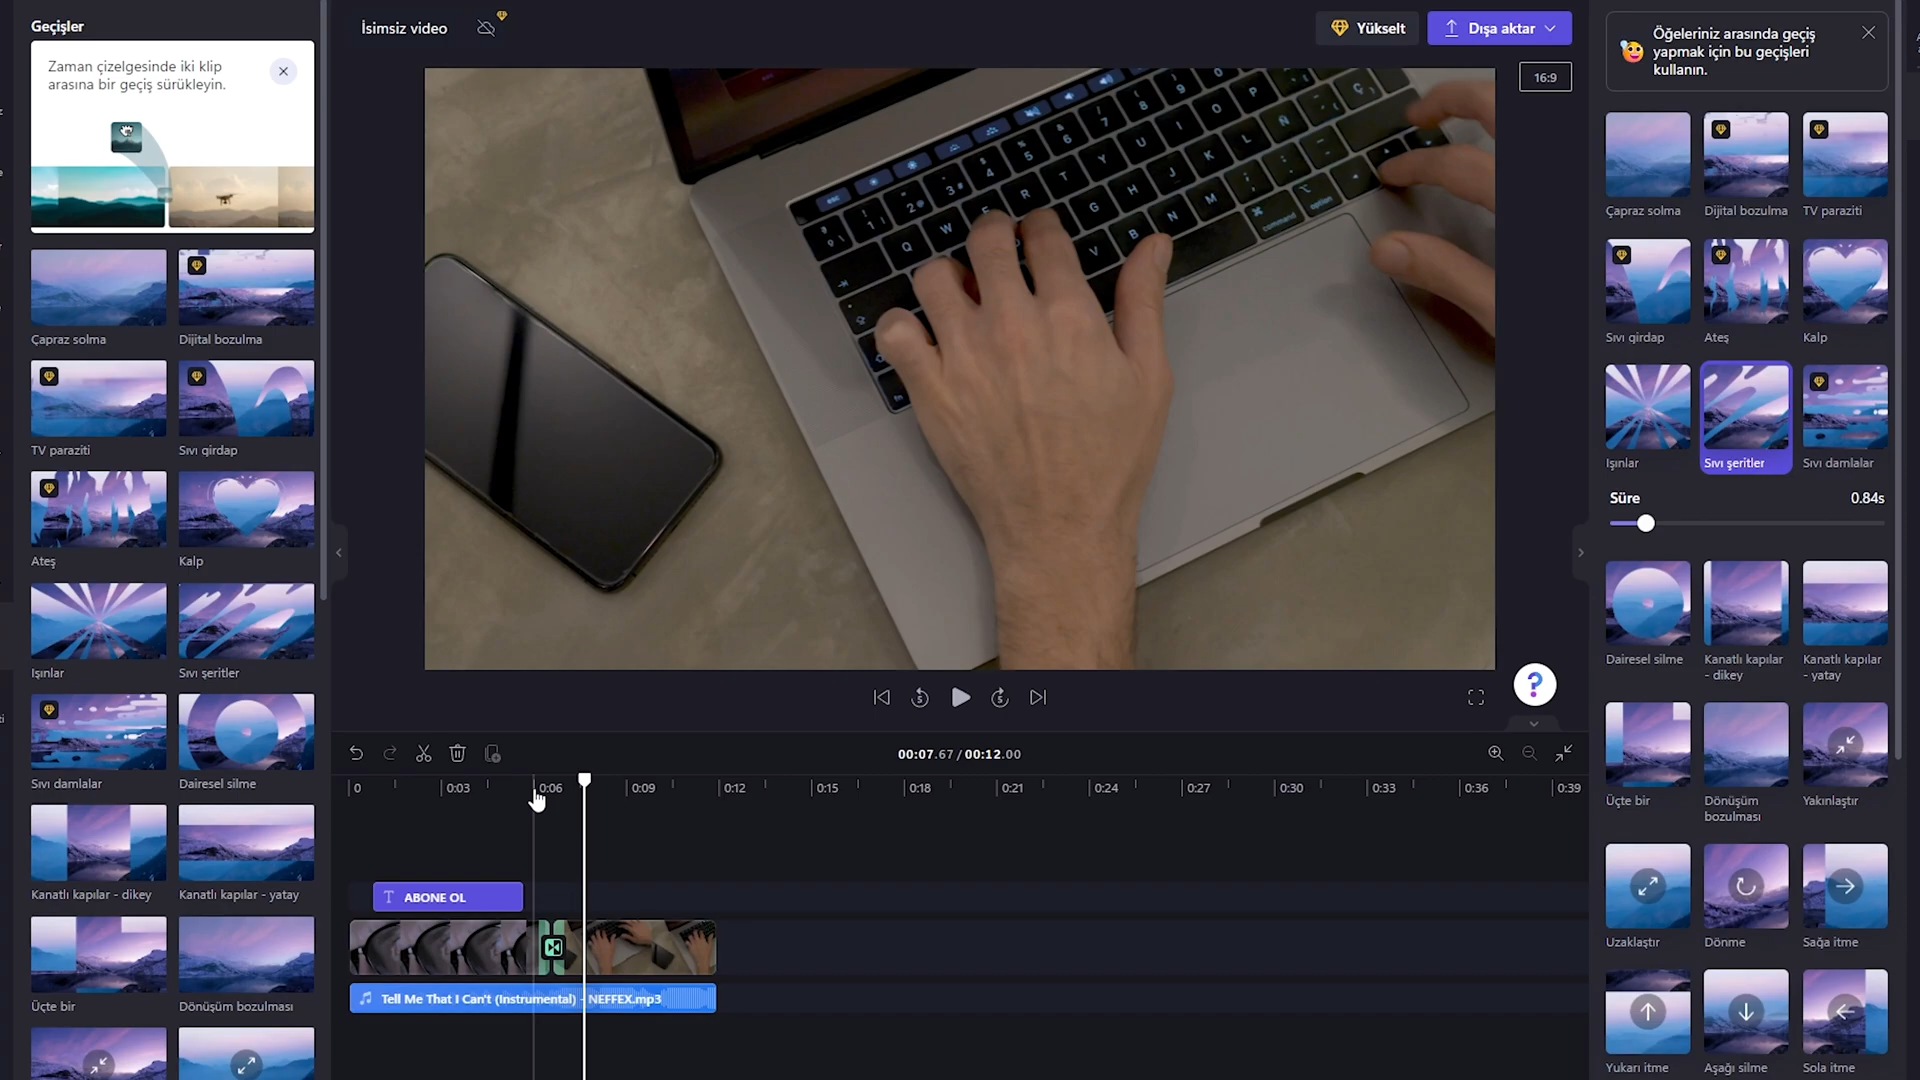 Geçişler
Zaman çizelgesinde iki klip
arasına bir geçiş sürükleyin.
Çapraz solma
Dijital bozulma
TV paraziti
Sıvı girdap
Ateş
Kalp
Işınlar
Sıvı şeritler
Sıvı damlalar
Dairesel silme
Kanatlı kapılar - dikey
Kanatlı kapılar - yatay
Üçte bir
Dönüşüm bozulması
İsimsiz video
Yükselt
Dışa aktar
16:9
00:07.67 / 00:12.00
0
0:03
0:06
0:09
0:12
0:15
0:18
0:21
0:24
0:27
0:30
0:33
0:36
0:39
T ABONE OL
Tell Me That I Can't (Instrumental) - NEFFEX.mp3
Öğeleriniz arasında geçiş
yapmak için bu geçişleri
kullanın.
Çapraz solma
Dijital bozulma
TV paraziti
Sıvı girdap
Ateş
Kalp
Işınlar
Sıvı şeritler
Sıvı damlalar
Süre
0.84s
Dairesel silme
Kanatlı kapılar
- dikey
Kanatlı kapılar
- yatay
Üçte bir
Dönüşüm
bozulması
Yakınlaştır
Uzaklaştır
Dönme
Sağa itme
Yukarı itme
Aşağı silme
Sola itme